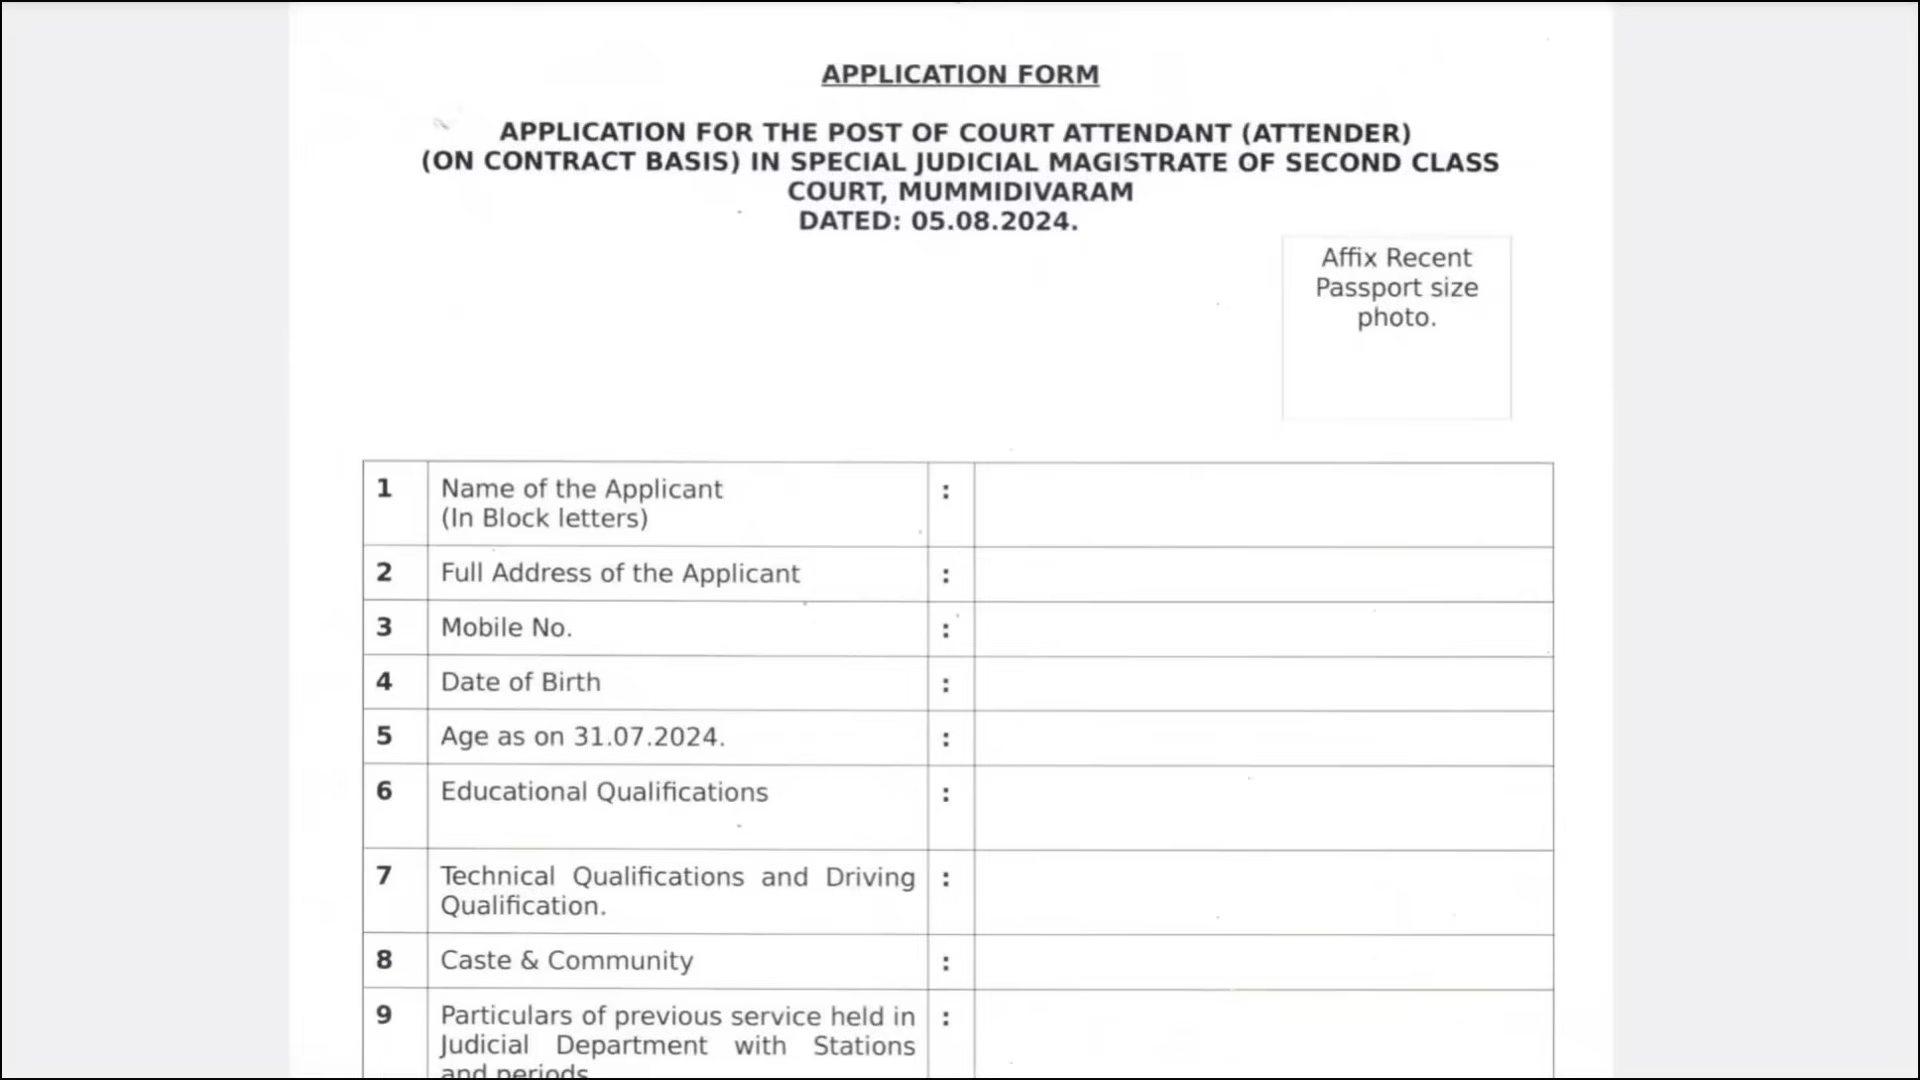 APPLICATION FORM
APPLICATION FOR THE POST OF COURT ATTENDANT (ATTENDER)
(ON CONTRACT BASIS) IN SPECIAL JUDICIAL MAGISTRATE OF SECOND CLASS
COURT, MUMMIDIVARAM
DATED: 05.08.2024.
Affix Recent
Passport size
photo.
1 Name of the Applicant :
(In Block letters)
2 Full Address of the Applicant :
3 Mobile No. :
4 Date of Birth :
5 Age as on 31.07.2024. :
6 Educational Qualifications :
7 Technical Qualifications and Driving :
Qualification.
8 Caste & Community :
9 Particulars of previous service held in :
Judicial Department with Stations
and periods.